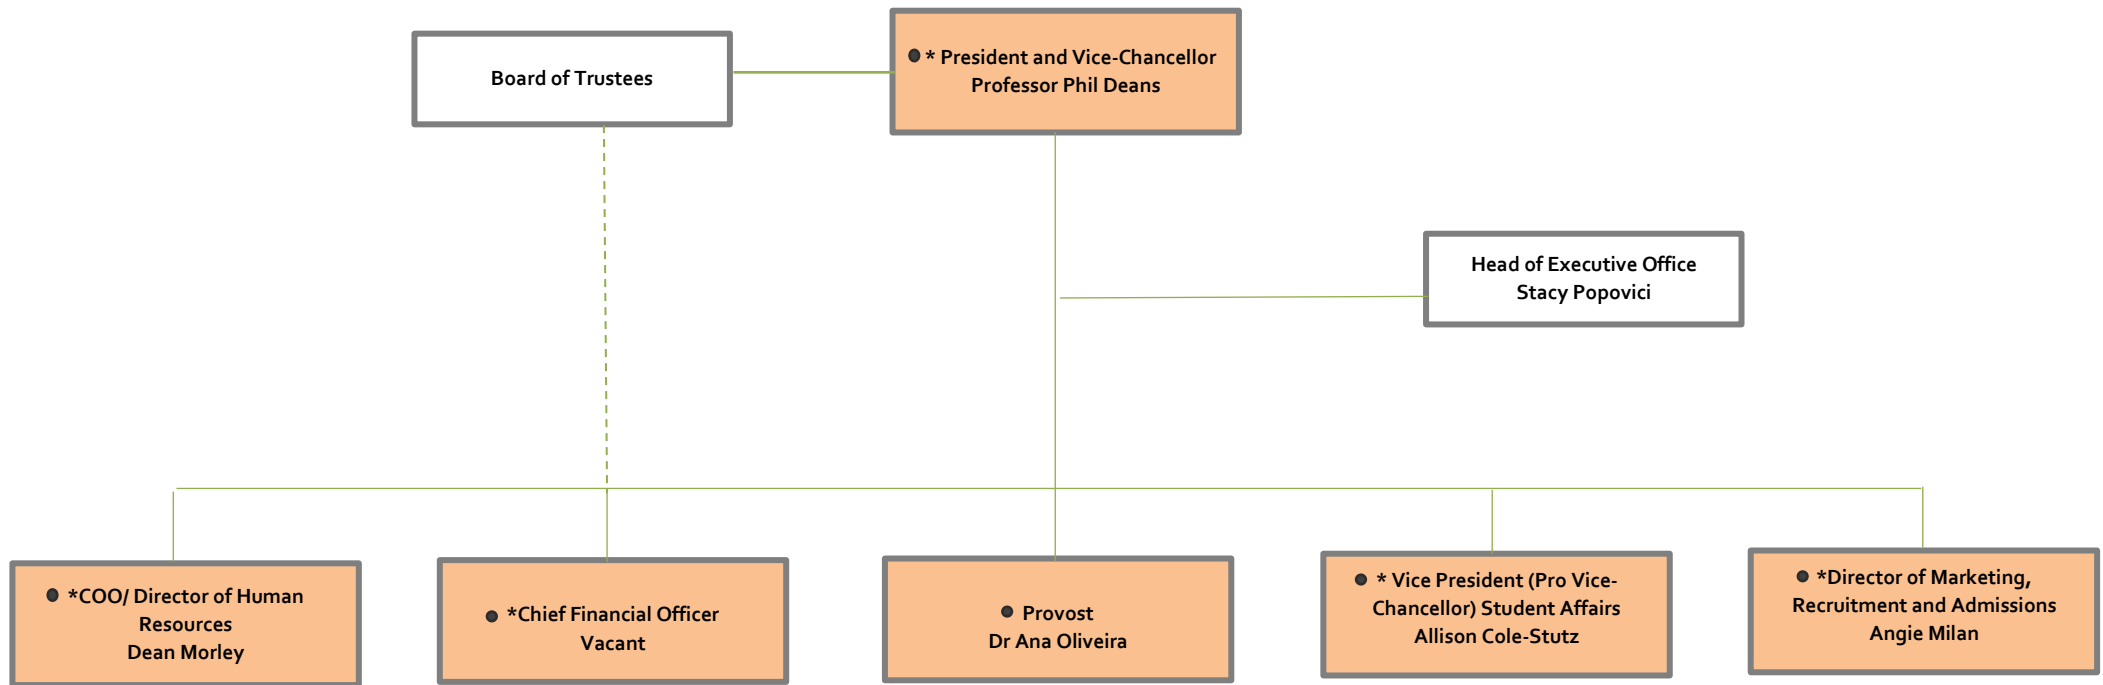 Board of Trustees
● * President and Vice-Chancellor
Professor Phil Deans
Head of Executive Office
Stacy Popovici
● *COO/ Director of Human
Resources
Dean Morley
● *Chief Financial Officer
Vacant
● Provost
Dr Ana Oliveira
● * Vice President (Pro Vice-
Chancellor) Student Affairs
Allison Cole-Stutz
● *Director of Marketing,
Recruitment and Admissions
Angie Milan